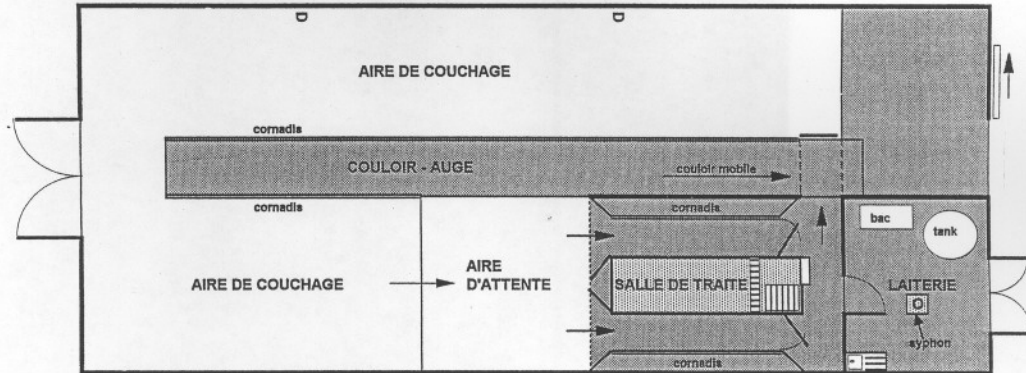 D
D
AIRE DE COUCHAGE
cornadis
COULOIR - AUGE
couloir mobile
cornadis
cornadis
bac
tank
AIRE DE COUCHAGE
AIRE
D'ATTENTE
SALLE DE TRAITE
LAITERIE
syphon
cornadis